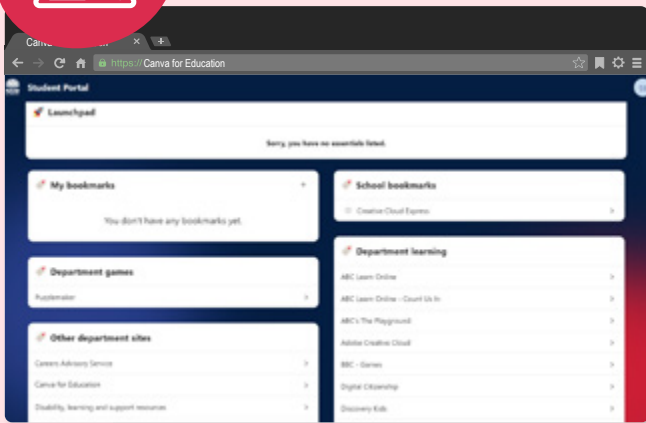 https://Canva for Education
Student Portal
Launchpad
Sorry, you have no essentials listed.
My bookmarks
You don't have any bookmarks yet.
Department games
Puzzlemaker
Other department sites
Careers Advisory Service
Canva for Education
Disability, learning and support resources
School bookmarks
Creative Cloud Express
Department learning
ABC Learn Online
ABC Learn Online - Count Us In
ABC's The Playground
Adobe Creative Cloud
BBC - Games
Digital Citizenship
Discovery Kids